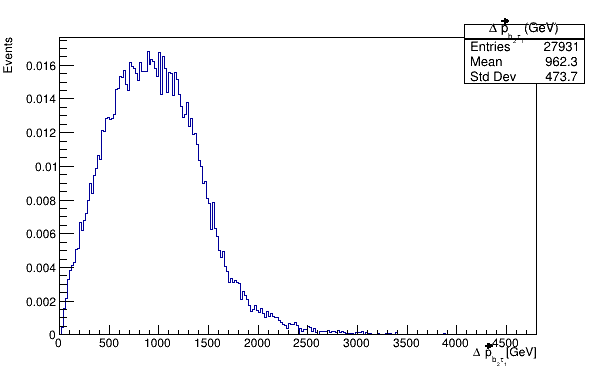 Δ p⃗ b₂τ₁ (GeV)
Entries 27931
Mean 962.3
Std Dev 473.7
Events
0.016
0.014
0.012
0.01
0.008
0.006
0.004
0.002
0
0 500 1000 1500 2000 2500 3000 3500 4000 4500
Δ p⃗ b₂τ₁ [GeV]